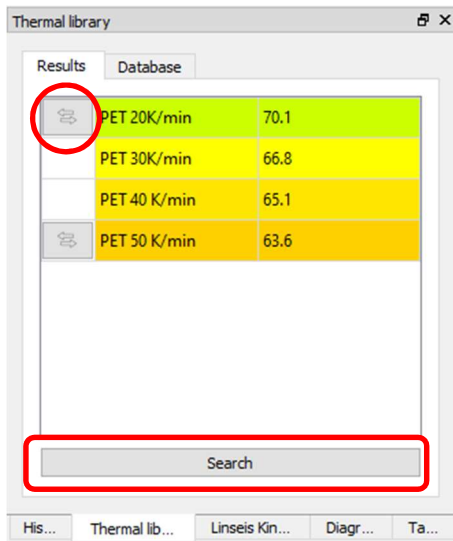 Thermal library
Results Database
PET 20K/min 70.1
PET 30K/min 66.8
PET 40 K/min 65.1
PET 50 K/min 63.6
Search
His... Thermal lib... Linseis Kin... Diagr... Ta...